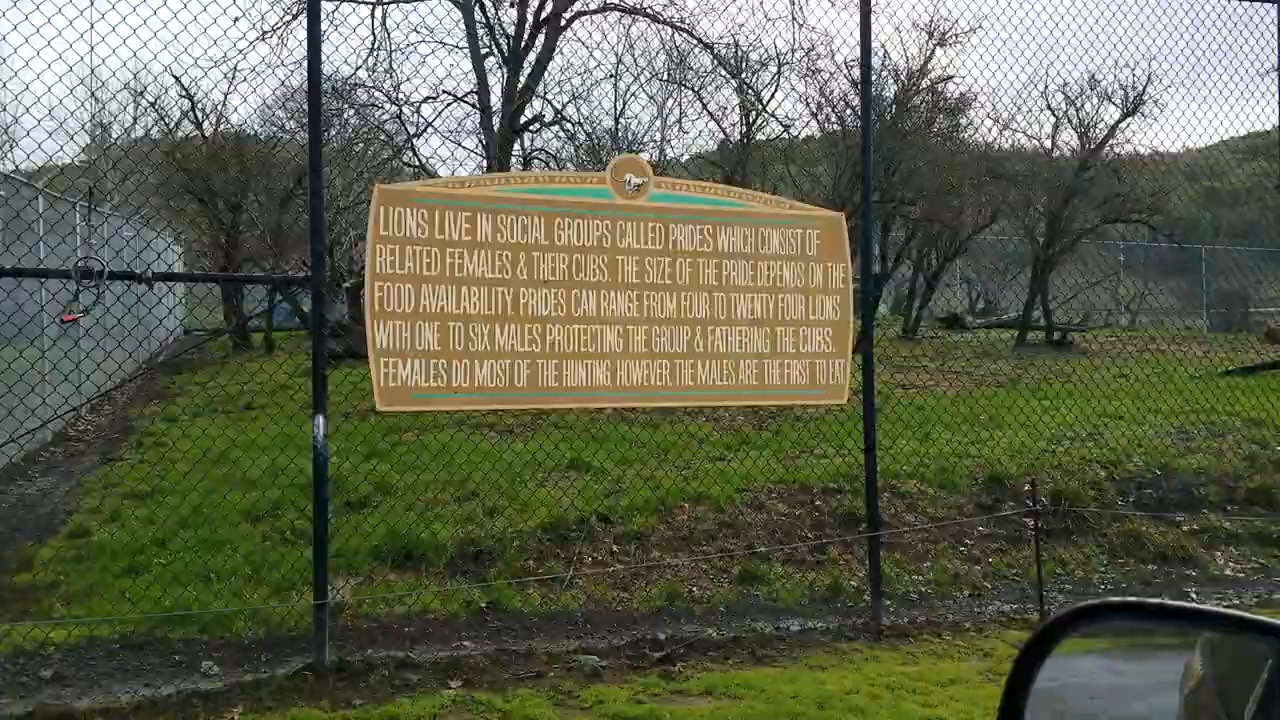 LIONS LIVE IN SOCIAL GROUPS CALLED PRIDES WHICH CONSIST OF
RELATED FEMALES & THEIR CUBS. THE SIZE OF THE PRIDE DEPENDS ON THE
FOOD AVAILABILITY. PRIDES CAN RANGE FROM FOUR TO TWENTY FOUR LIONS
WITH ONE TO SIX MALES PROTECTING THE GROUP & FATHERING THE CUBS.
FEMALES DO MOST OF THE HUNTING, HOWEVER, THE MALES ARE THE FIRST TO EAT